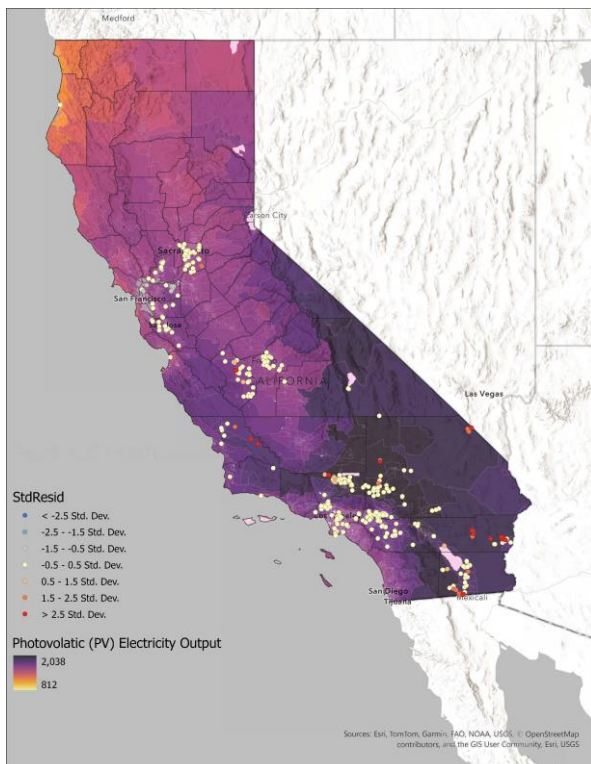 Medford
Carson City
Sacramento
San Francisco
CALIFORNIA
Las Vegas
San Diego
Tijuana
Mexicali
StdResid
< -2.5 Std. Dev.
-2.5 - -1.5 Std. Dev.
-1.5 - -0.5 Std. Dev.
-0.5 - 0.5 Std. Dev.
0.5 - 1.5 Std. Dev.
1.5 - 2.5 Std. Dev.
> 2.5 Std. Dev.
Photovolatic (PV) Electricity Output
2,038
812
Sources: Esri, TomTom, Garmin, FAO, NOAA, USGS, © OpenStreetMap
contributors, and the GIS User Community, Esri, USGS